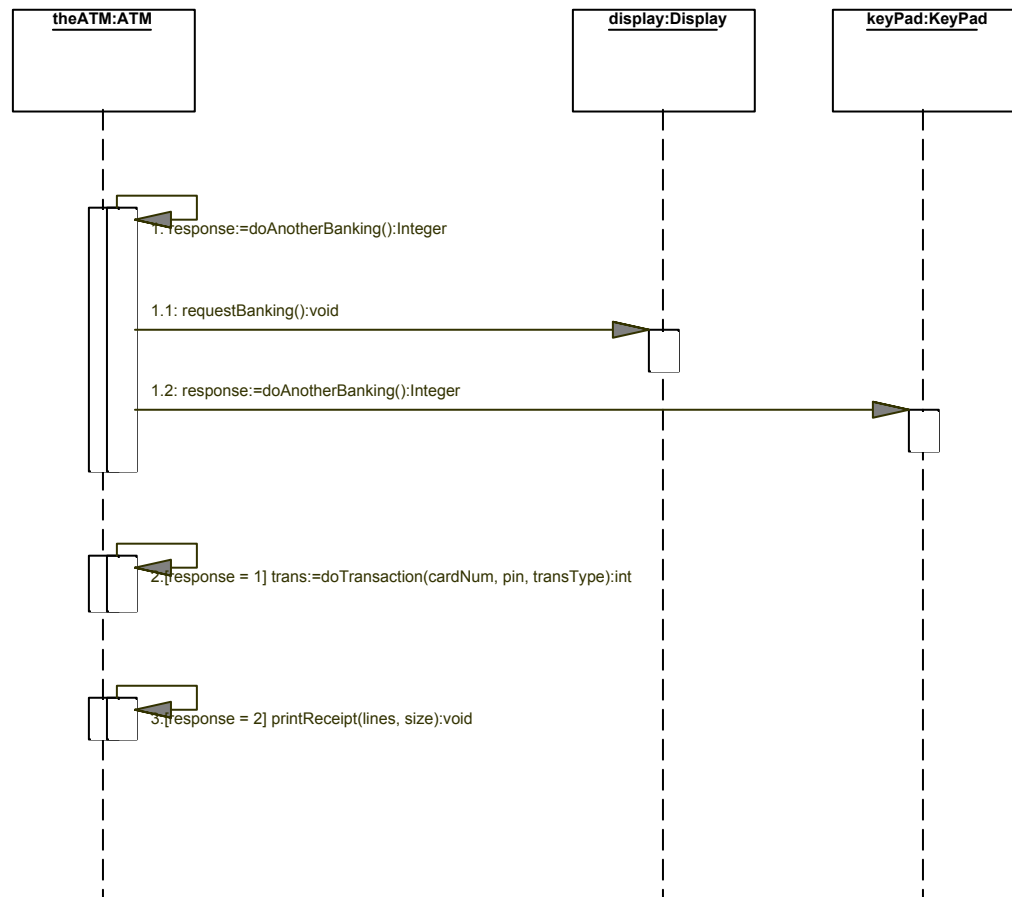 theATM:ATM
display:Display
keyPad:KeyPad
1: response:=doAnotherBanking():Integer
1.1: requestBanking():void
1.2: response:=doAnotherBanking():Integer
2:[response = 1] trans:=doTransaction(cardNum, pin, transType):int
3:[response = 2] printReceipt(lines, size):void